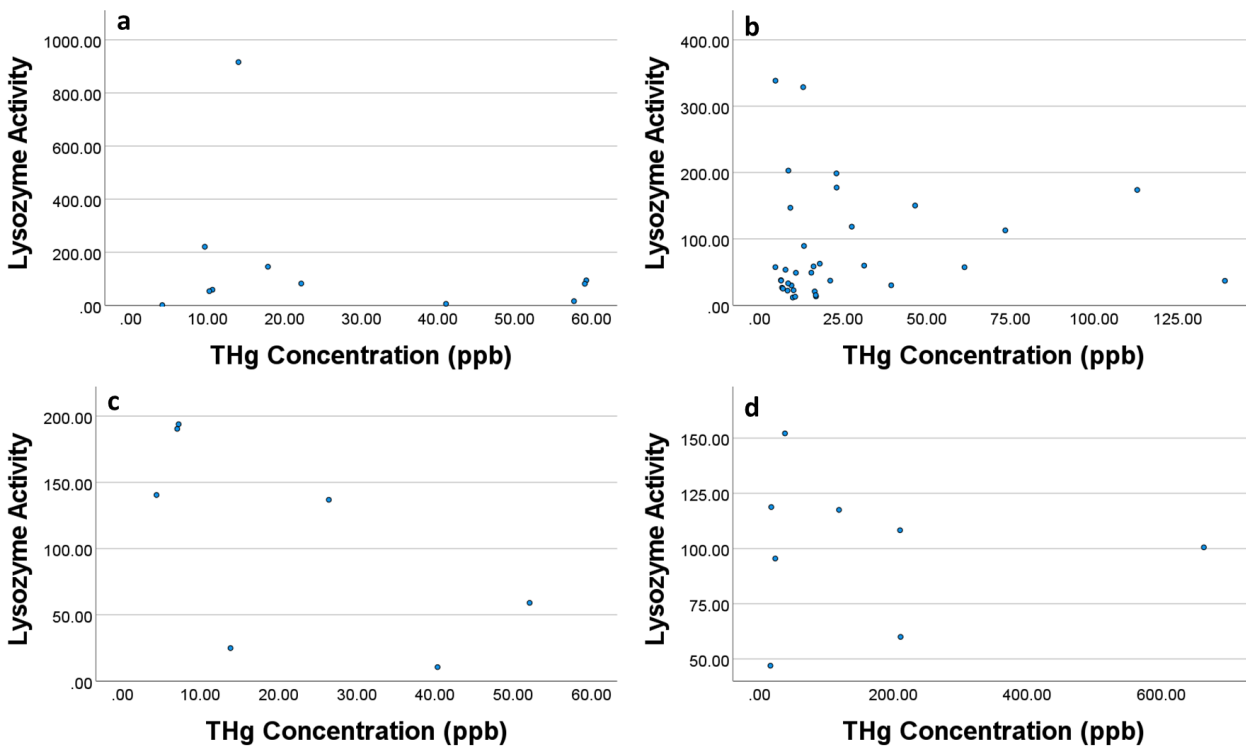 a
1000.00
800.00
600.00
400.00
200.00
.00
Lysozyme Activity
.00 10.00 20.00 30.00 40.00 50.00 60.00
THg Concentration (ppb)
b
400.00
300.00
200.00
100.00
.00
Lysozyme Activity
.00 25.00 50.00 75.00 100.00 125.00
THg Concentration (ppb)
c
200.00
150.00
100.00
50.00
.00
Lysozyme Activity
.00 10.00 20.00 30.00 40.00 50.00 60.00
THg Concentration (ppb)
d
150.00
125.00
100.00
75.00
50.00
Lysozyme Activity
.00 200.00 400.00 600.00
THg Concentration (ppb)